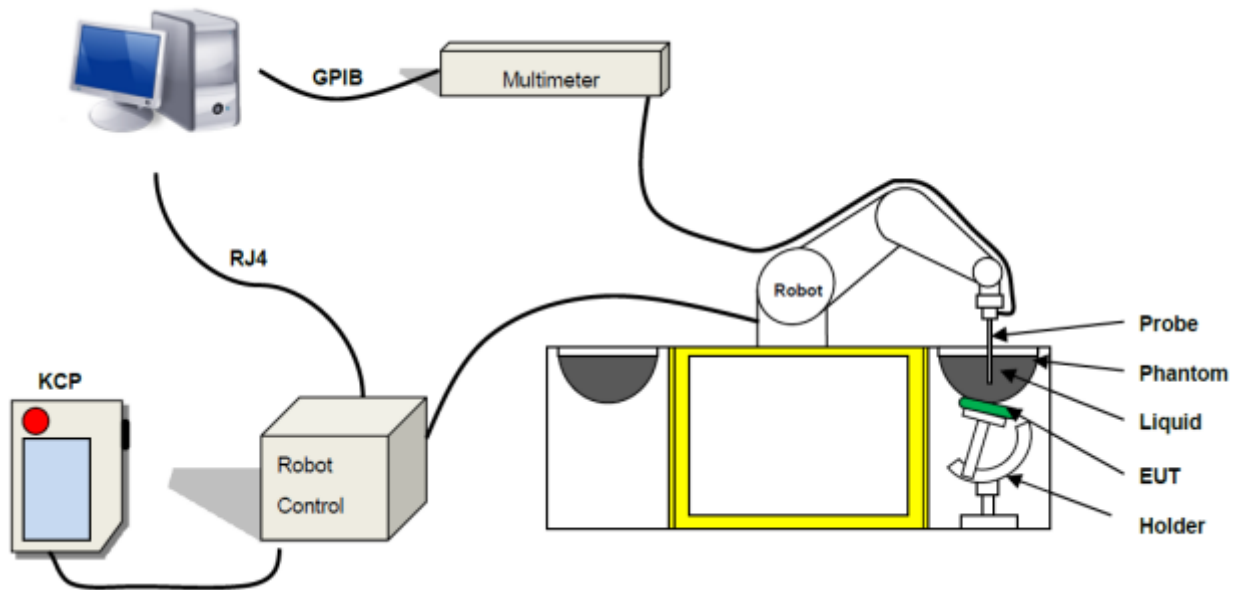 GPIB
Multimeter
RJ4
Robot
Probe
Phantom
KCP
Liquid
Robot
Control
EUT
Holder